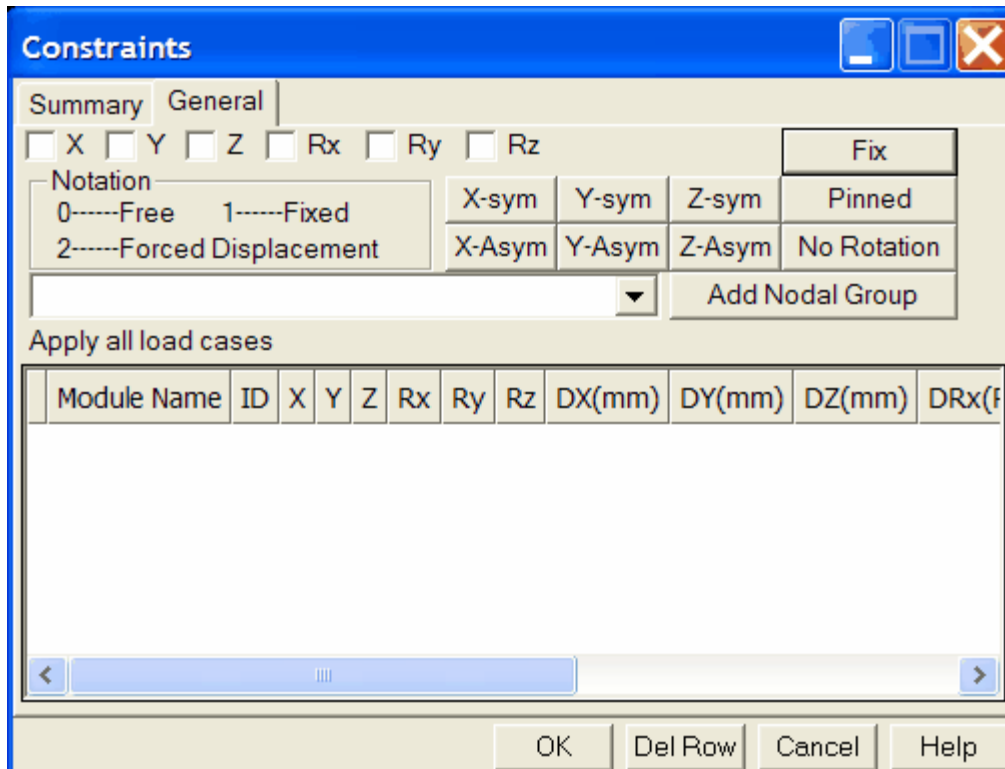 Constraints
Summary General
X Y Z Rx Ry Rz Fix
Notation
0------Free 1------Fixed
2------Forced Displacement
X-sym Y-sym Z-sym Pinned
X-Asym Y-Asym Z-Asym No Rotation
Add Nodal Group
Apply all load cases
Module Name ID X Y Z Rx Ry Rz DX(mm) DY(mm) DZ(mm) DRx(
OK Del Row Cancel Help